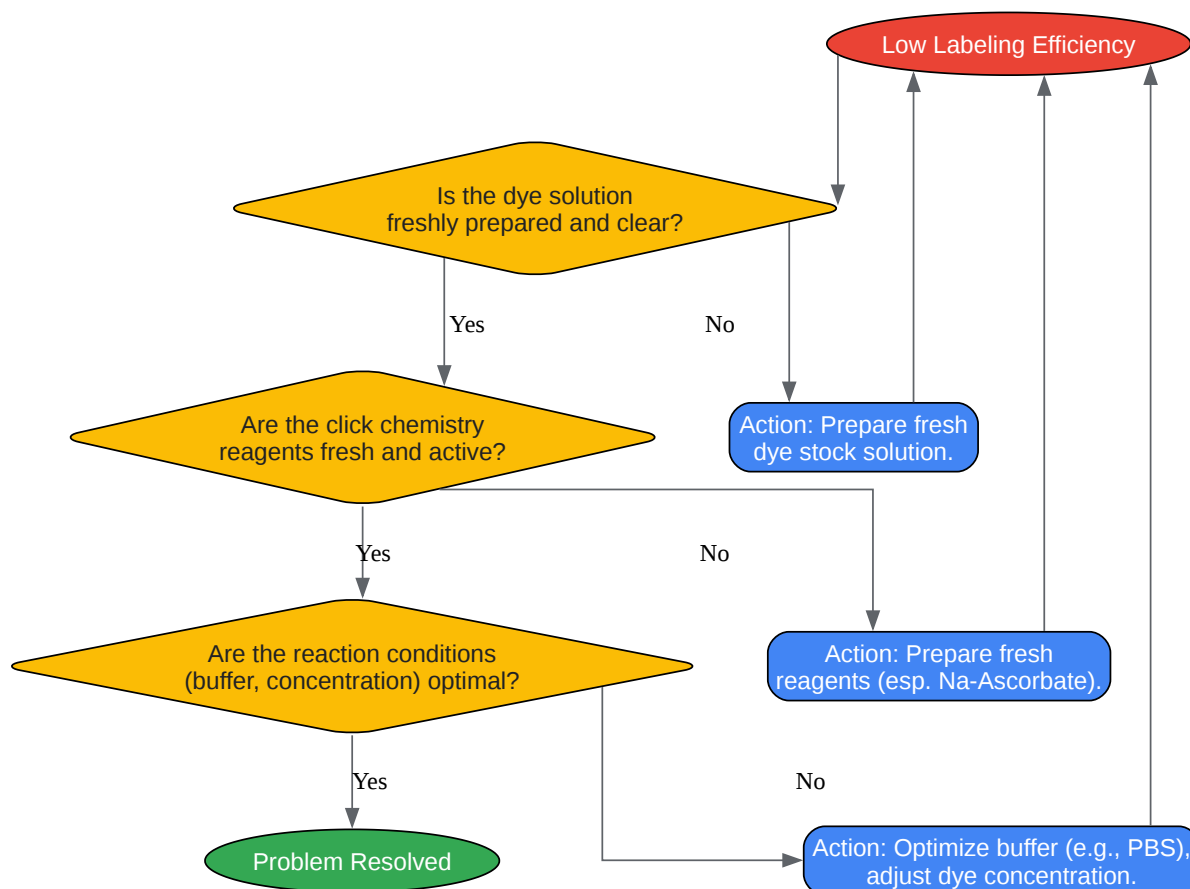 Low Labeling Efficiency
Is the dye solution
freshly prepared and clear?
Yes
No
Are the click chemistry
reagents fresh and active?
Action: Prepare fresh
dye stock solution.
Yes
No
Are the reaction conditions
(buffer, concentration) optimal?
Action: Prepare fresh
reagents (esp. Na-Ascorbate).
Yes
No
Problem Resolved
Action: Optimize buffer (e.g., PBS),
adjust dye concentration.